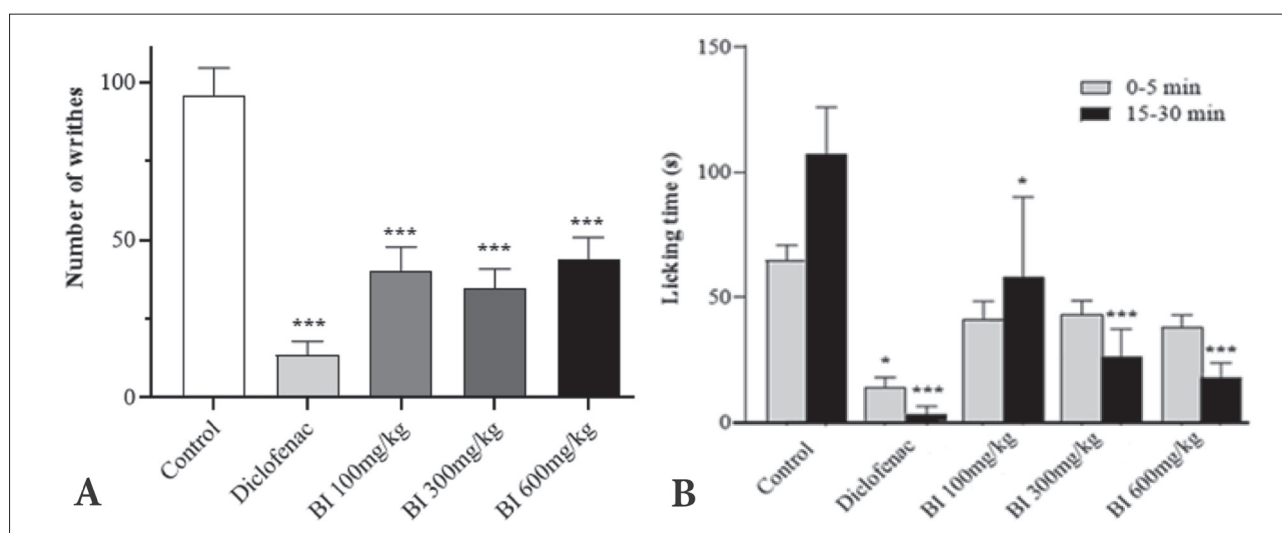 Number of writhes
100
50
0
***
***
***
***
Control
Diclofenac
BI 100mg/kg
BI 300mg/kg
BI 600mg/kg
A
Licking time (s)
150
100
50
0
0-5 min
15-30 min
*
***
*
***
***
Control
Diclofenac
BI 100mg/kg
BI 300mg/kg
BI 600mg/kg
B